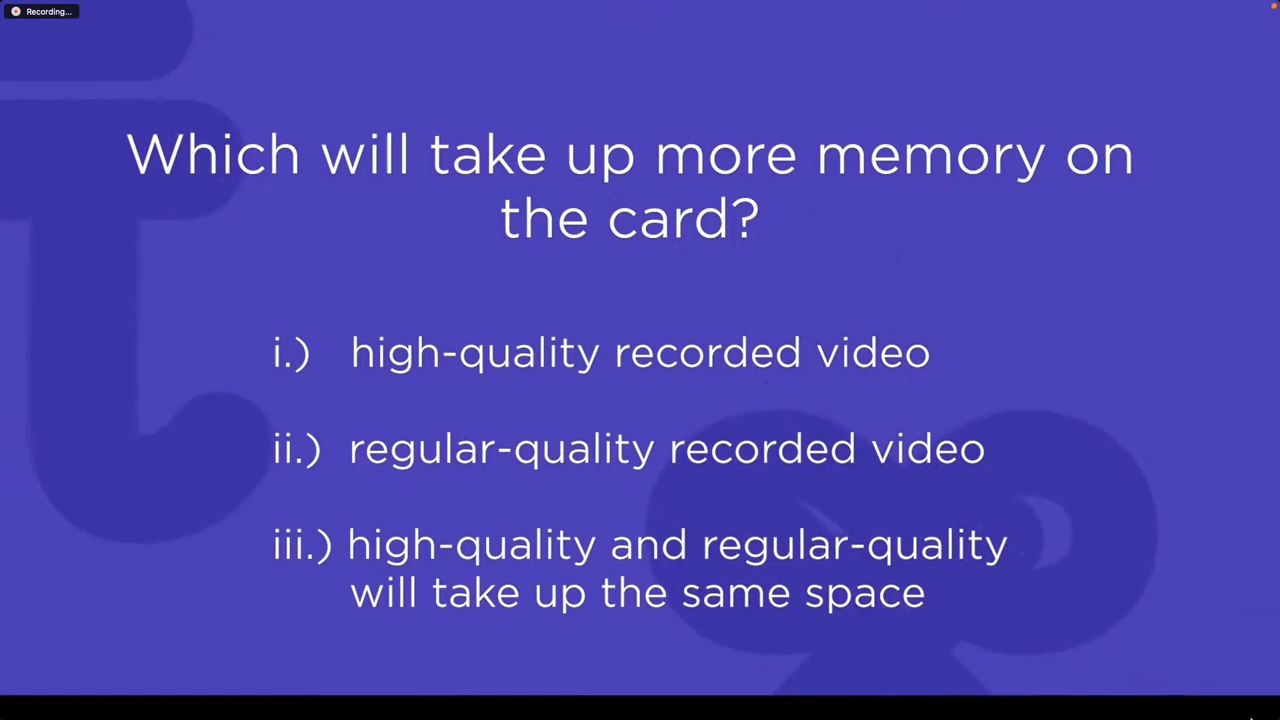 Recording...
Which will take up more memory on
the card?
i.) high-quality recorded video
ii.) regular-quality recorded video
iii.) high-quality and regular-quality
will take up the same space